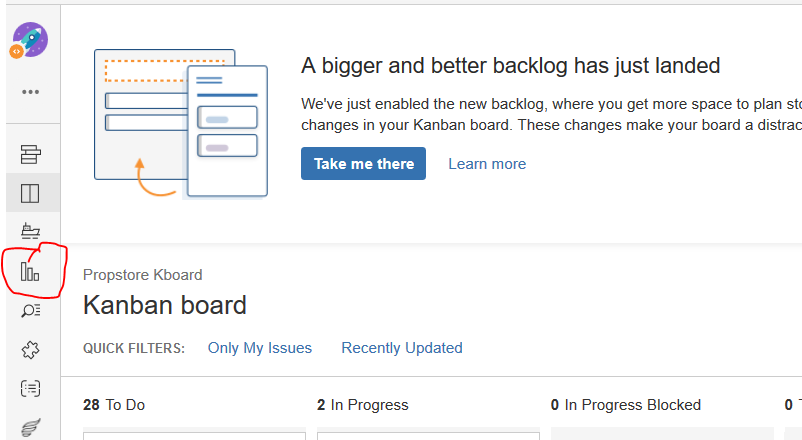 A bigger and better backlog has just landed
We've just enabled the new backlog, where you get more space to plan
changes in your Kanban board. These changes make your board a
Take me there
Learn more
Propstore Kboard
Kanban board
QUICK FILTERS: Only My Issues Recently Updated
28 To Do 2 In Progress 0 In Progress Blocked 0